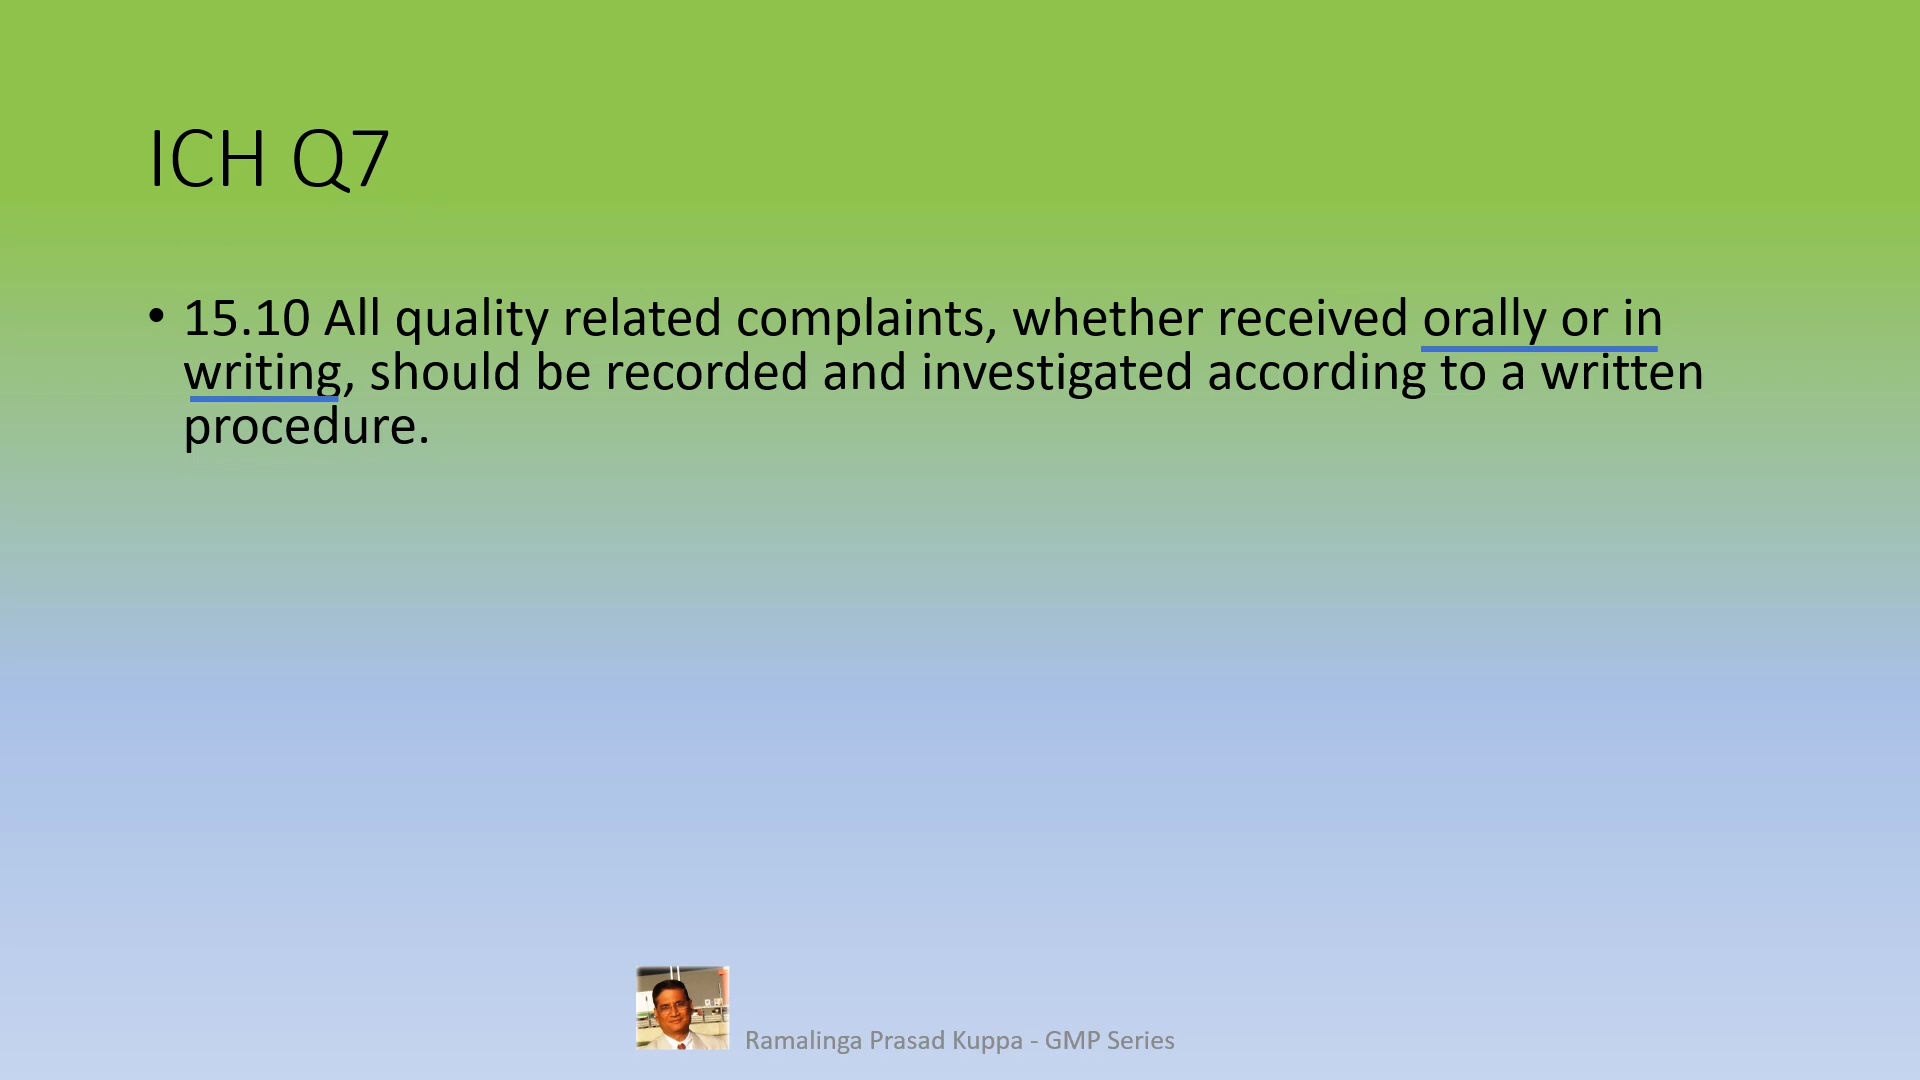 ICH Q7
• 15.10 All quality related complaints, whether received orally or in
writing, should be recorded and investigated according to a written
procedure.
Ramalinga Prasad Kuppa - GMP Series